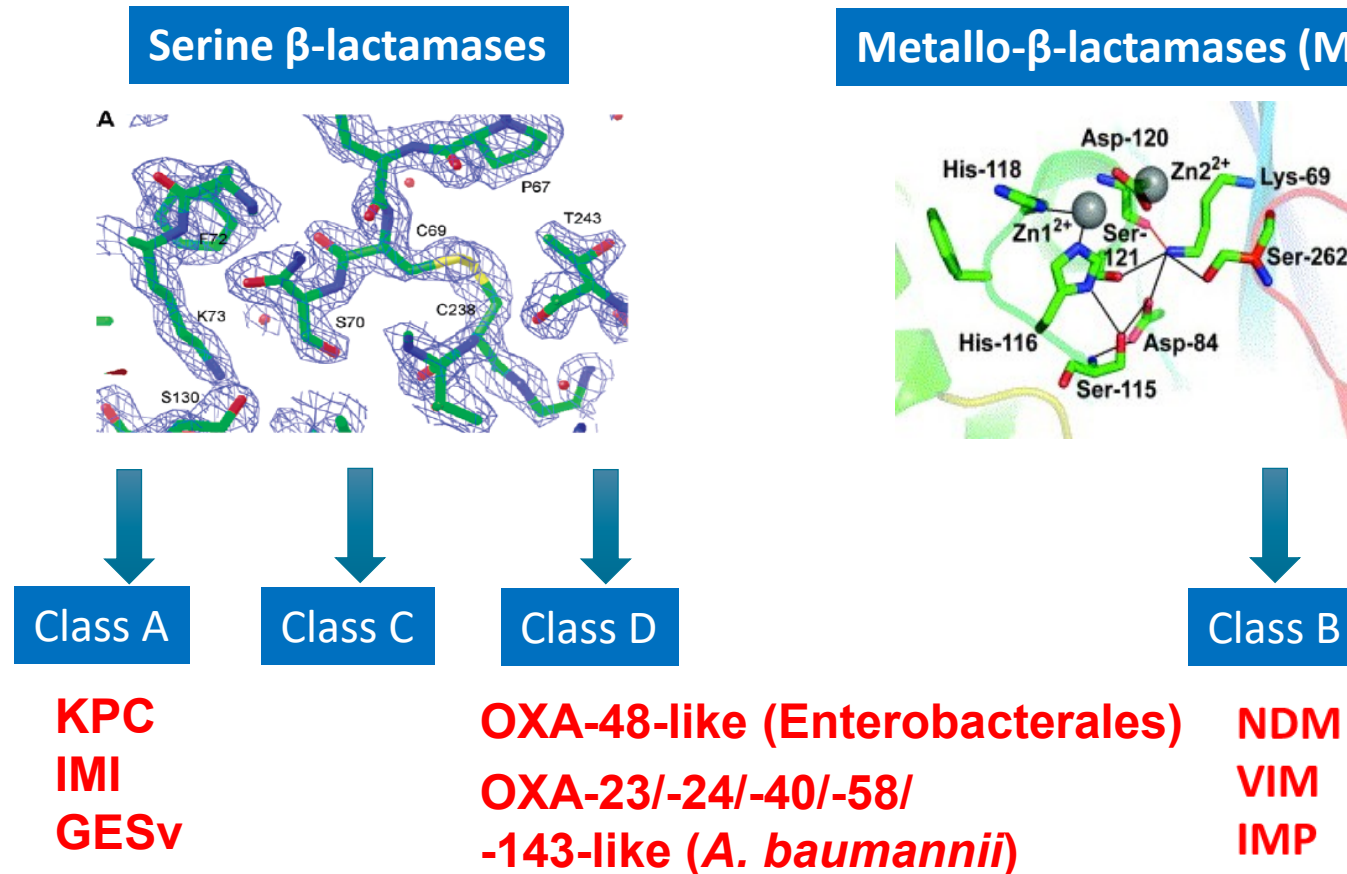 Serine β-lactamases
Metallo-β-lactamases (M
A
P67
F72
C69
T243
K73
S70
C238
S130
Asp-120
His-118
Zn2²⁺
Lys-69
Zn1²⁺
Ser-
121
Ser-262
His-116
Asp-84
Ser-115
Class A
Class C
Class D
Class B
KPC
IMI
GESv
OXA-48-like (Enterobacterales)
OXA-23/-24/-40/-58/
-143-like (A. baumannii)
NDM
VIM
IMP